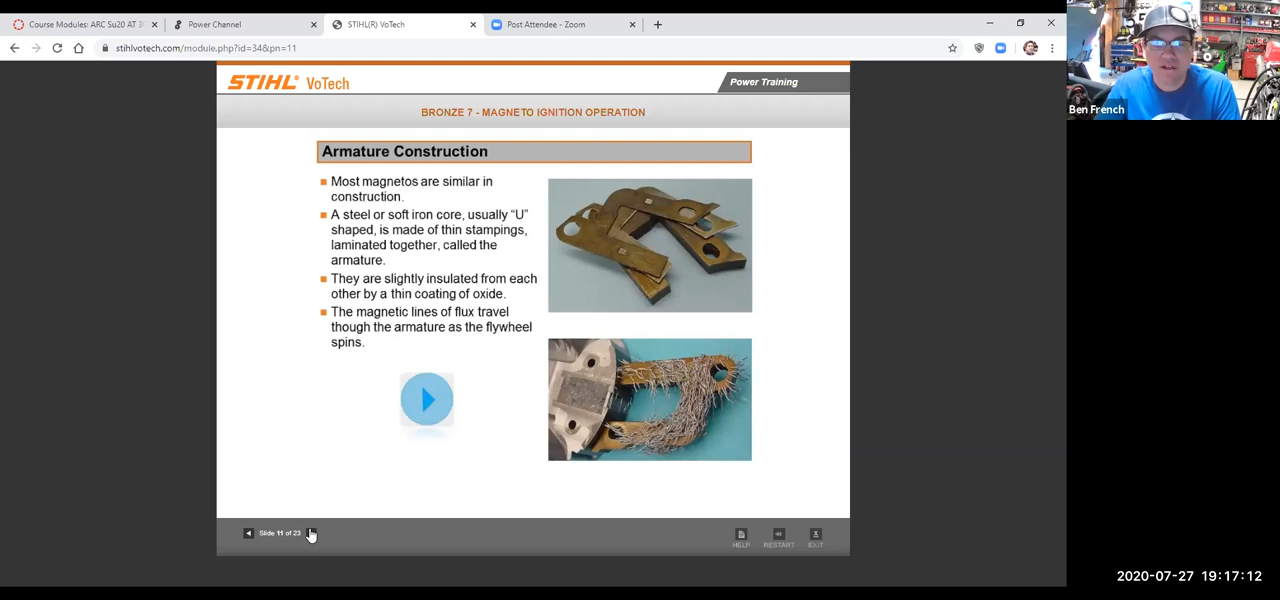 Course Modules: ARC Su20 AT 3
Power Channel
STIHL(R) VoTech
Post Attendee - Zoom
stihlvotech.com/module.php?id=34&pn=11
STIHL® VoTech
Power Training
BRONZE 7 - MAGNETO IGNITION OPERATION
Ben French
Armature Construction
Most magnetos are similar in
construction.
A steel or soft iron core, usually “U”
shaped, is made of thin stampings,
laminated together, called the
armature.
They are slightly insulated from each
other by a thin coating of oxide.
The magnetic lines of flux travel
though the armature as the flywheel
spins.
Slide 11 of 23
HELP
RESTART
EXIT
2020-07-27 19:17:12